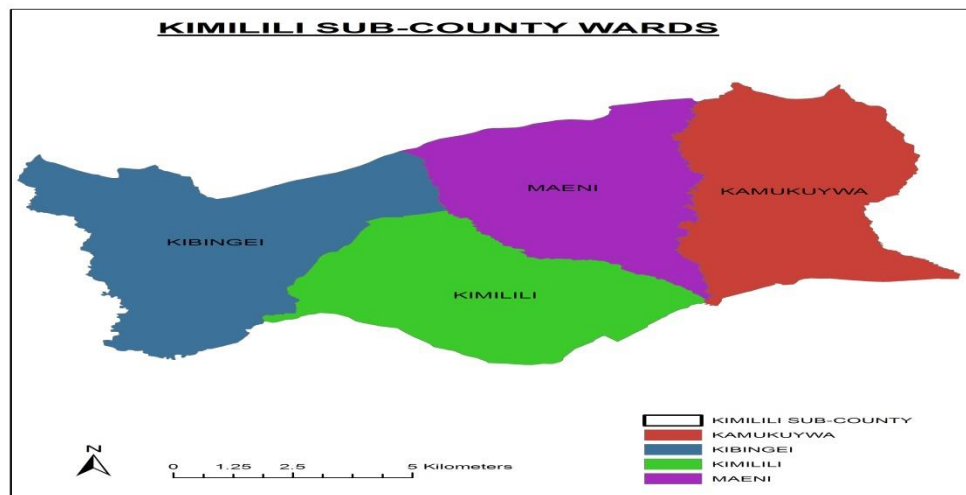 KIMILILI SUB-COUNTY WARDS
MAENI
KAMUKUYWA
KIBINGEI
KIMILILI
KIMILILI SUB-COUNTY
KAMUKUYWA
KIBINGEI
KIMILILI
MAENI
N
0 1.25 2.5 5 Kilometers